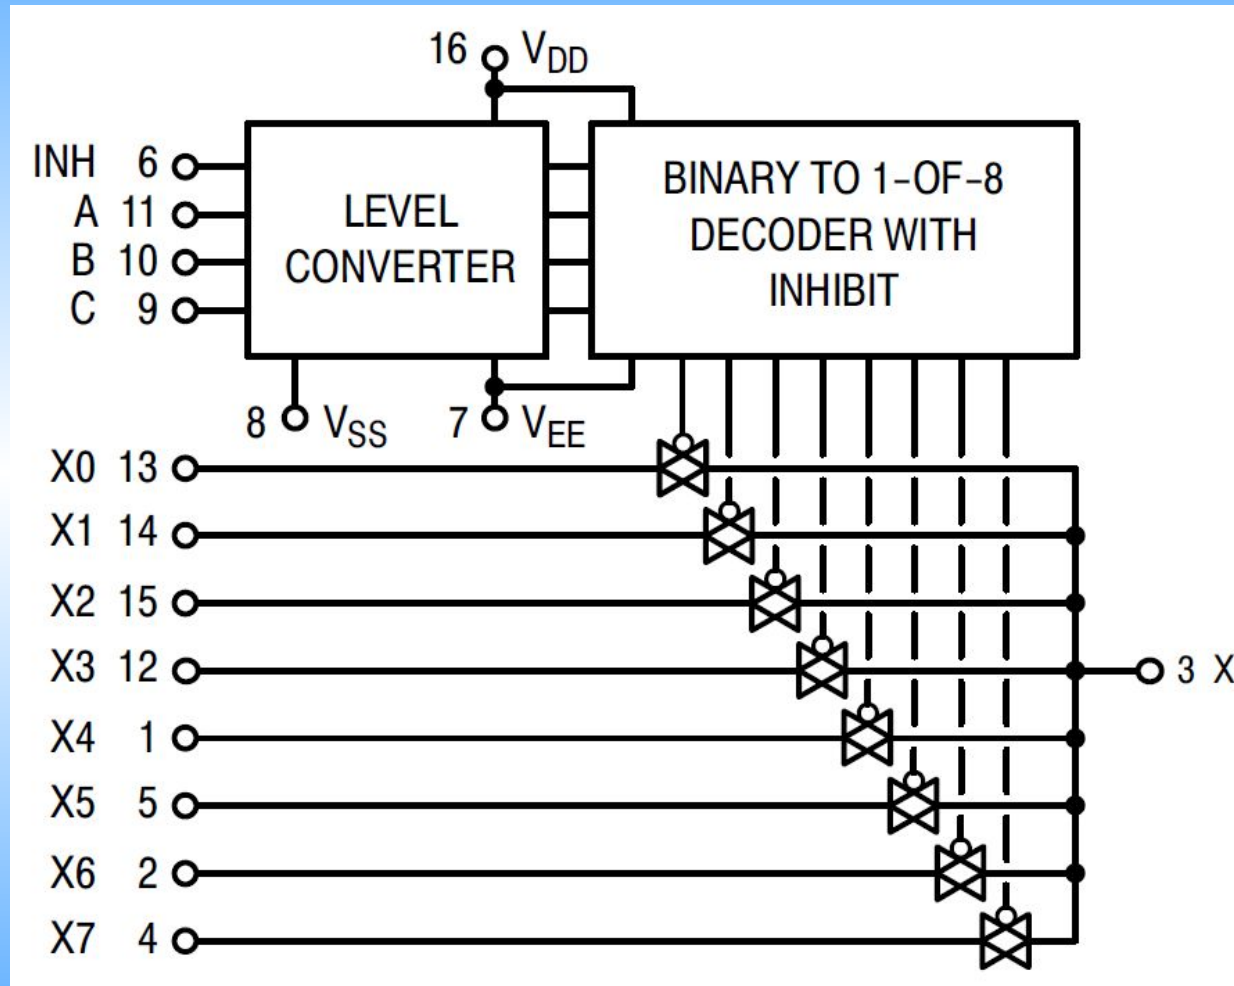 16 VDD
INH 6
A 11
B 10
C 9
LEVEL
CONVERTER
BINARY TO 1-OF-8
DECODER WITH
INHIBIT
8 VSS
7 VEE
X0 13
X1 14
X2 15
X3 12
X4 1
X5 5
X6 2
X7 4
3 X